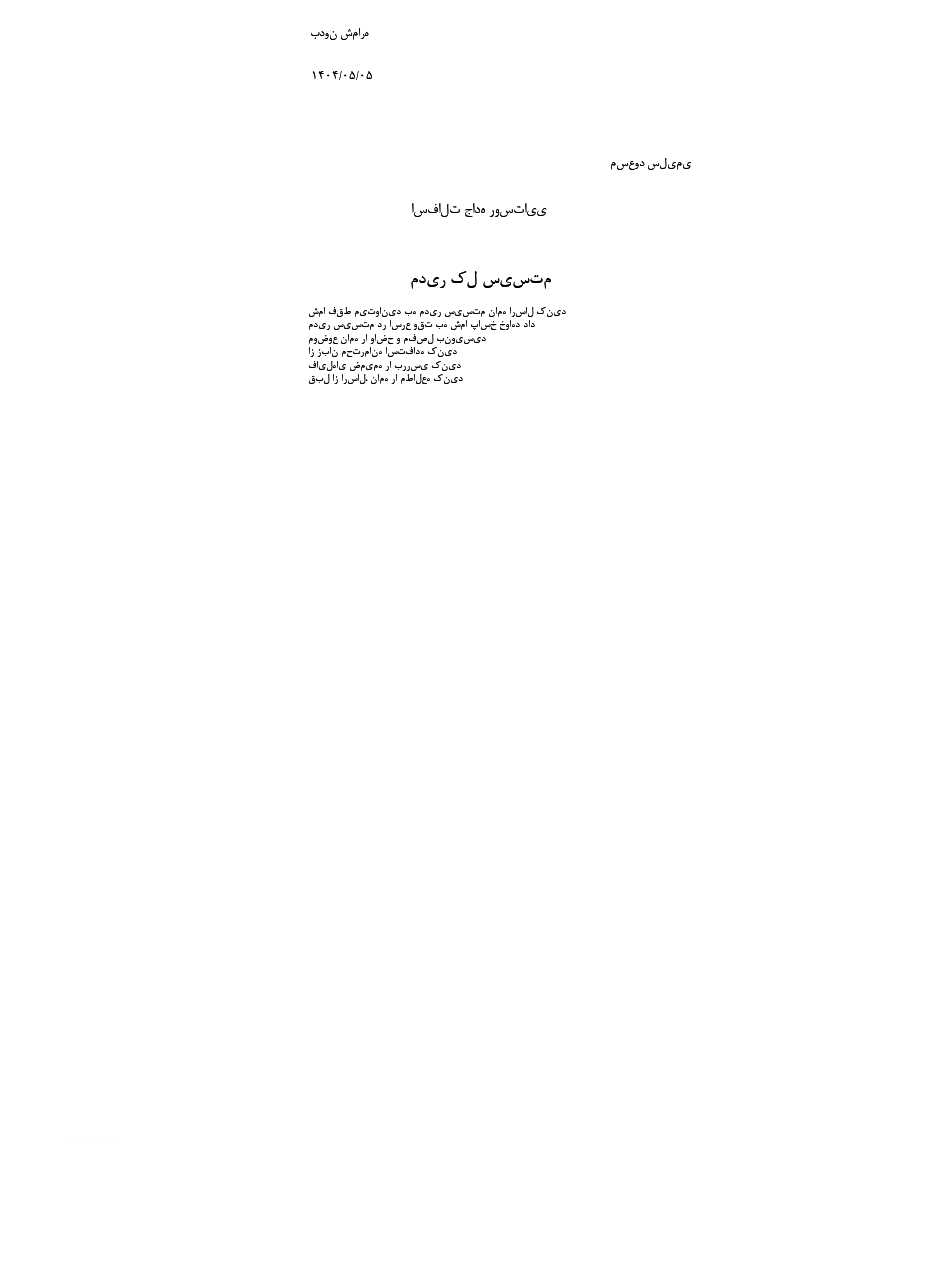 بدون شماره
۱۴۰۴/۰۵/۰۵
مسعود سلیمی
اسفالت جاده روستایی
مدیر کل سیستم
شما فقط میتوانید به مدیر سیستم نامه ارسال کنید
مدیر سیستم در اسرع وقت به شما پاسخ خواهد داد
موضوع نامه را واضح و مفصل بنویسید
از زبان محترمانه استفاده کنید
فایلهای ضمیمه را بررسی کنید
قبل از ارسال، نامه را مطالعه کنید